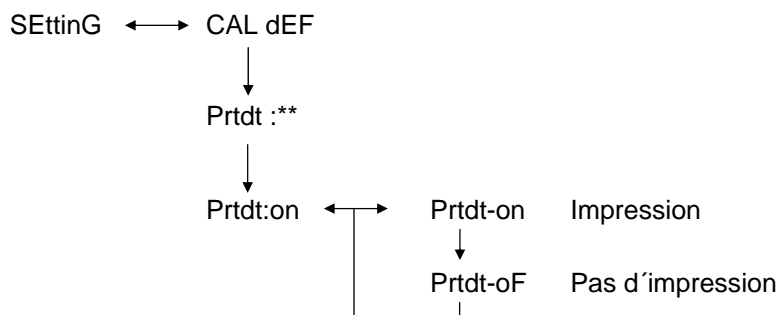 SEttinG CAL dEF
Prtdt :**
Prtdt:on Prtdt-on Impression
Prtdt-oF Pas d´impression